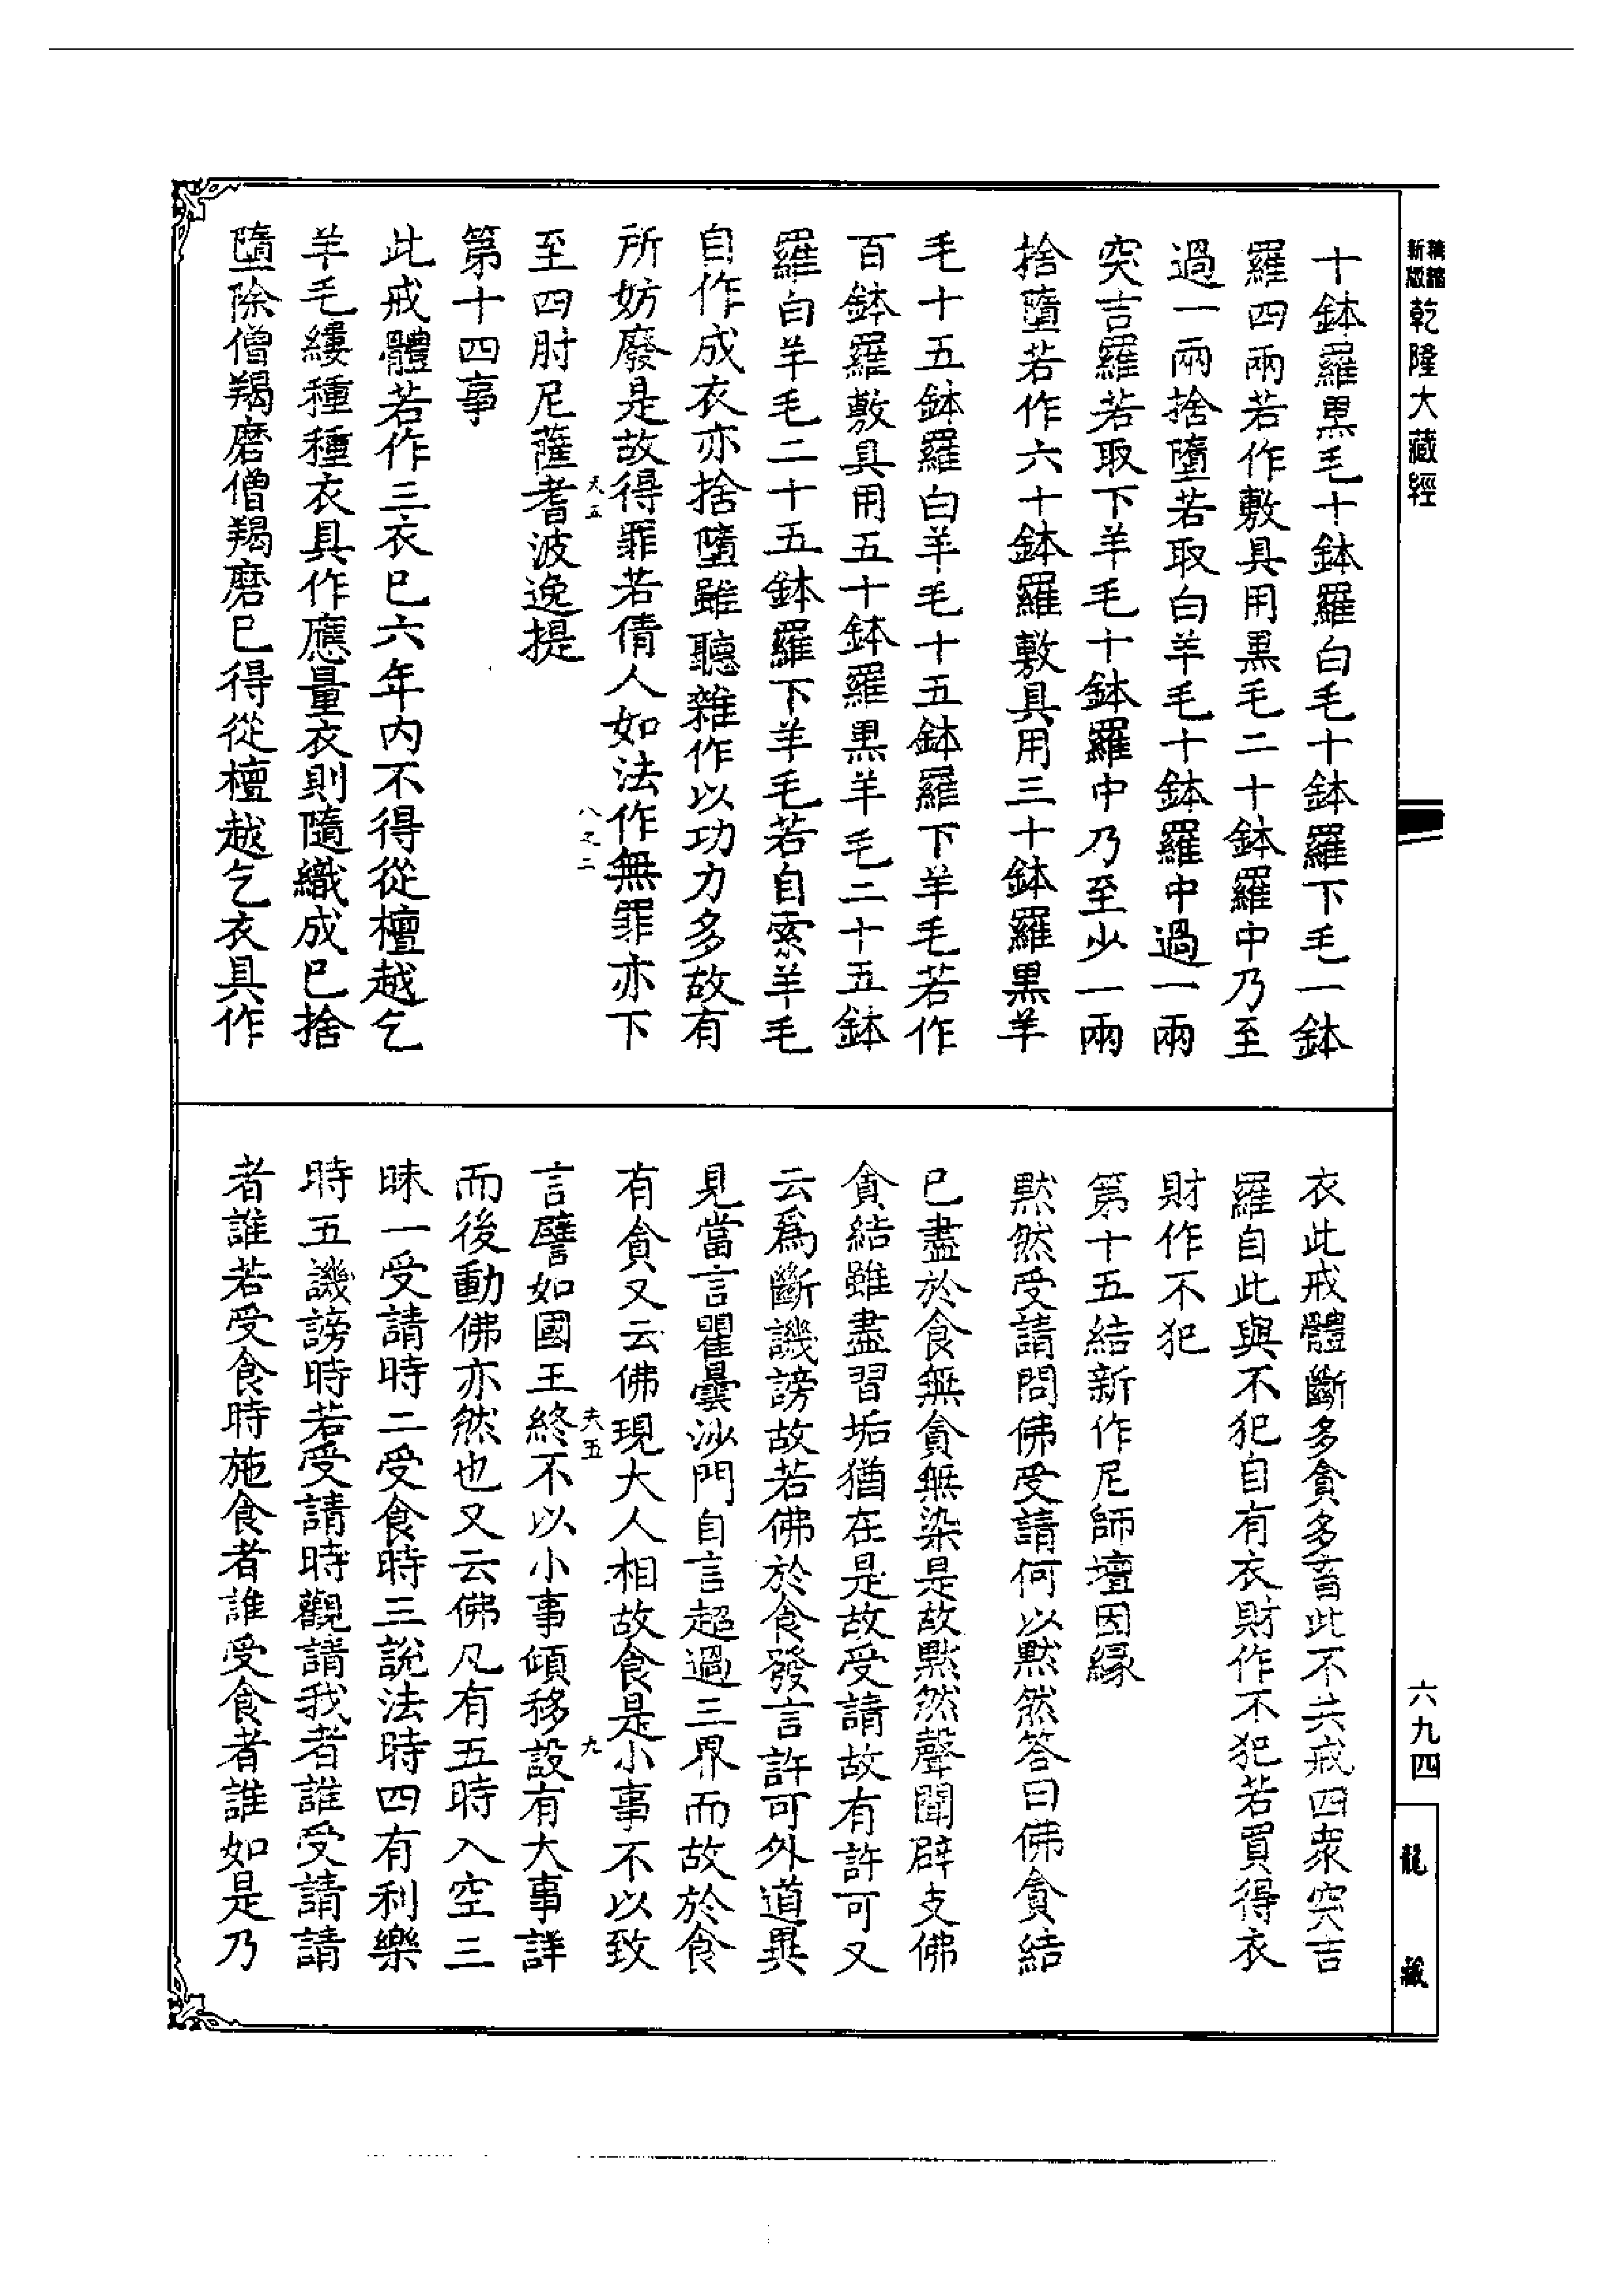 精縮新版乾隆大藏經
十鉢羅黑毛十鉢羅白毛十鉢羅下毛一鉢
羅四兩若作敷具用黑毛二十鉢羅中乃至
過一兩捨墮若取白羊毛十鉢羅中過一兩
突吉羅若取下羊毛十鉢羅中乃至少一兩
捨墮若作六十鉢羅敷具用三十鉢羅黑羊
毛十五鉢羅白羊毛十五鉢羅下羊毛若作
百鉢羅敷具用五十鉢羅黑羊毛二十五鉢
羅白羊毛二十五鉢羅下羊毛若自索羊毛
自作成衣亦捨墮雖聽雜作以功力多故有
所妨廢是故得罪若倩人如法作無罪亦下
至四肘尼薩耆波逸提
第十四事
此戒體若作三衣已六年內不得從檀越乞
羊毛縷種種衣具作應量衣則隨織成已捨
墮除僧羯磨僧羯磨已得從檀越乞衣具作
衣此戒體斷多貪多畜此不共戒四衆突吉
羅自此與不犯自有衣財作不犯若買得衣
財作不犯
第十五結新作尼師壇因緣
默然受請問佛受請何以默然答曰佛貪結
已盡於食無貪無染是故默然聲聞辟支佛
貪結雖盡習垢猶在是故受請故有許可又
云爲斷譏謗故若佛於食發言許可外道異
見當言瞿曇沙門自言超過三界而故於食
有貪又云佛現大人相故食是小事不以致
言譬如國王終不以小事傾移設有大事詳
而後動佛亦然也又云佛凡有五時入空三
昧一受請時二受食時三說法時四有利樂
時五譏謗時若受請時觀請我者誰受請請
者誰若受食時施食者誰受食者誰如是乃
六九四
龍藏